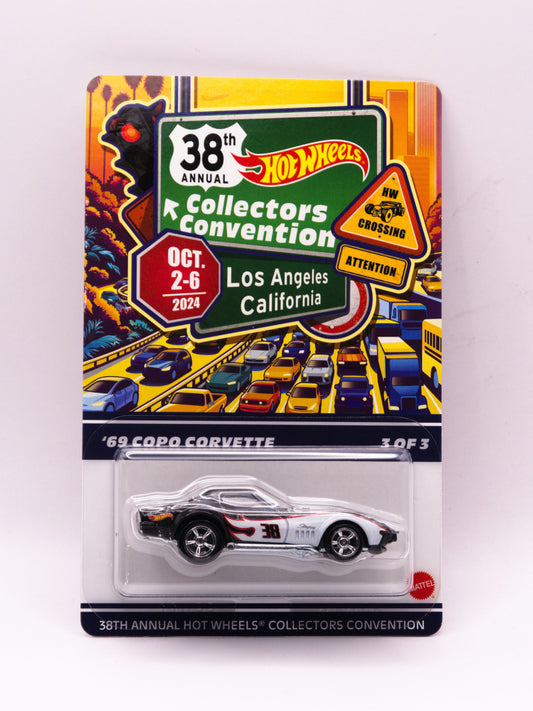 38th
ANNUAL
HOT WHEELS
Collectors
Convention
OCT.
2-6
2024
Los Angeles
California
HW
CROSSING
ATTENTION
'69 COPO CORVETTE
3 OF 3
38
Stingray
MATTEL
38TH ANNUAL HOT WHEELS® COLLECTORS CONVENTION